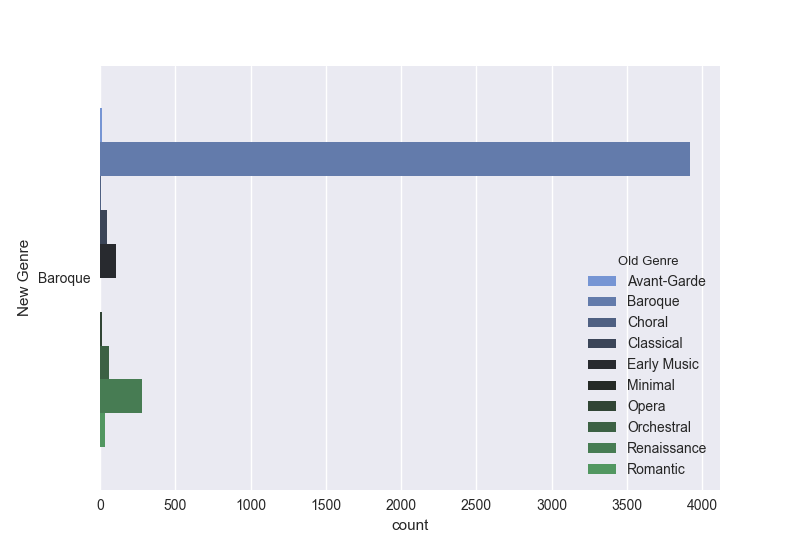 New Genre
Baroque
Old Genre
Avant-Garde
Baroque
Choral
Classical
Early Music
Minimal
Opera
Orchestral
Renaissance
Romantic
0 500 1000 1500 2000 2500 3000 3500 4000
count